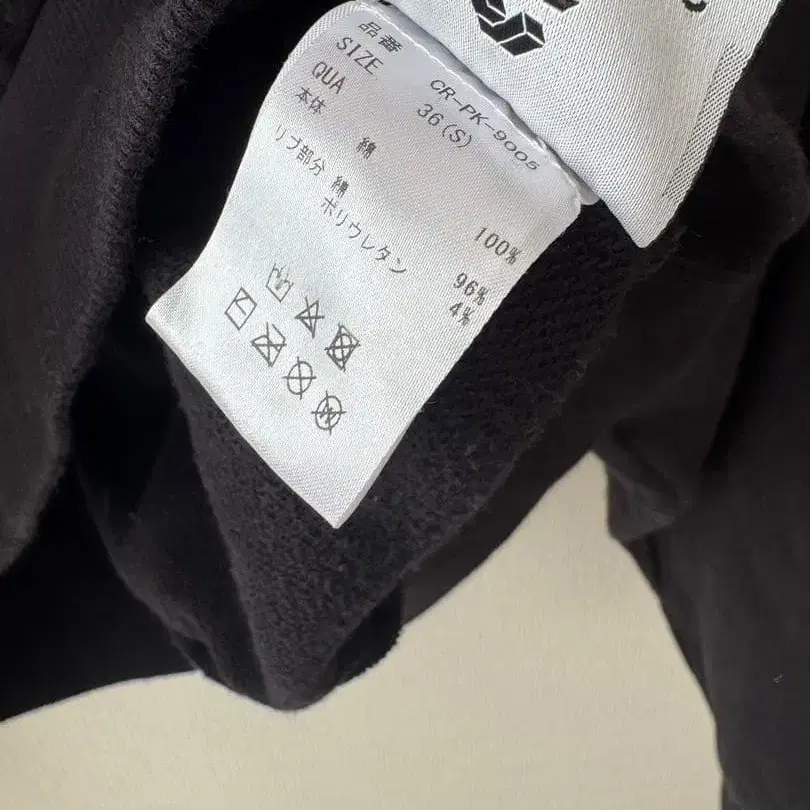 品番 CR-PK-9005
SIZE 36(S)
QUA
本体 綿 100%
リブ部分 綿 96%
ポリウレタン 4%